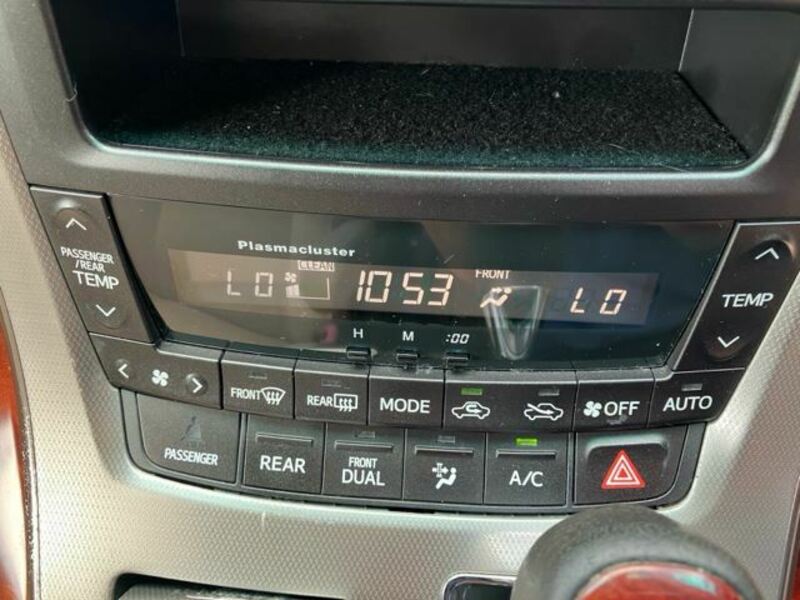 Plasmacluster
CLEAN
LO 1053 FRONT LO
PASSENGER
/REAR
TEMP
TEMP
H M :00
FRONT REAR MODE OFF AUTO
PASSENGER REAR FRONT
DUAL A/C